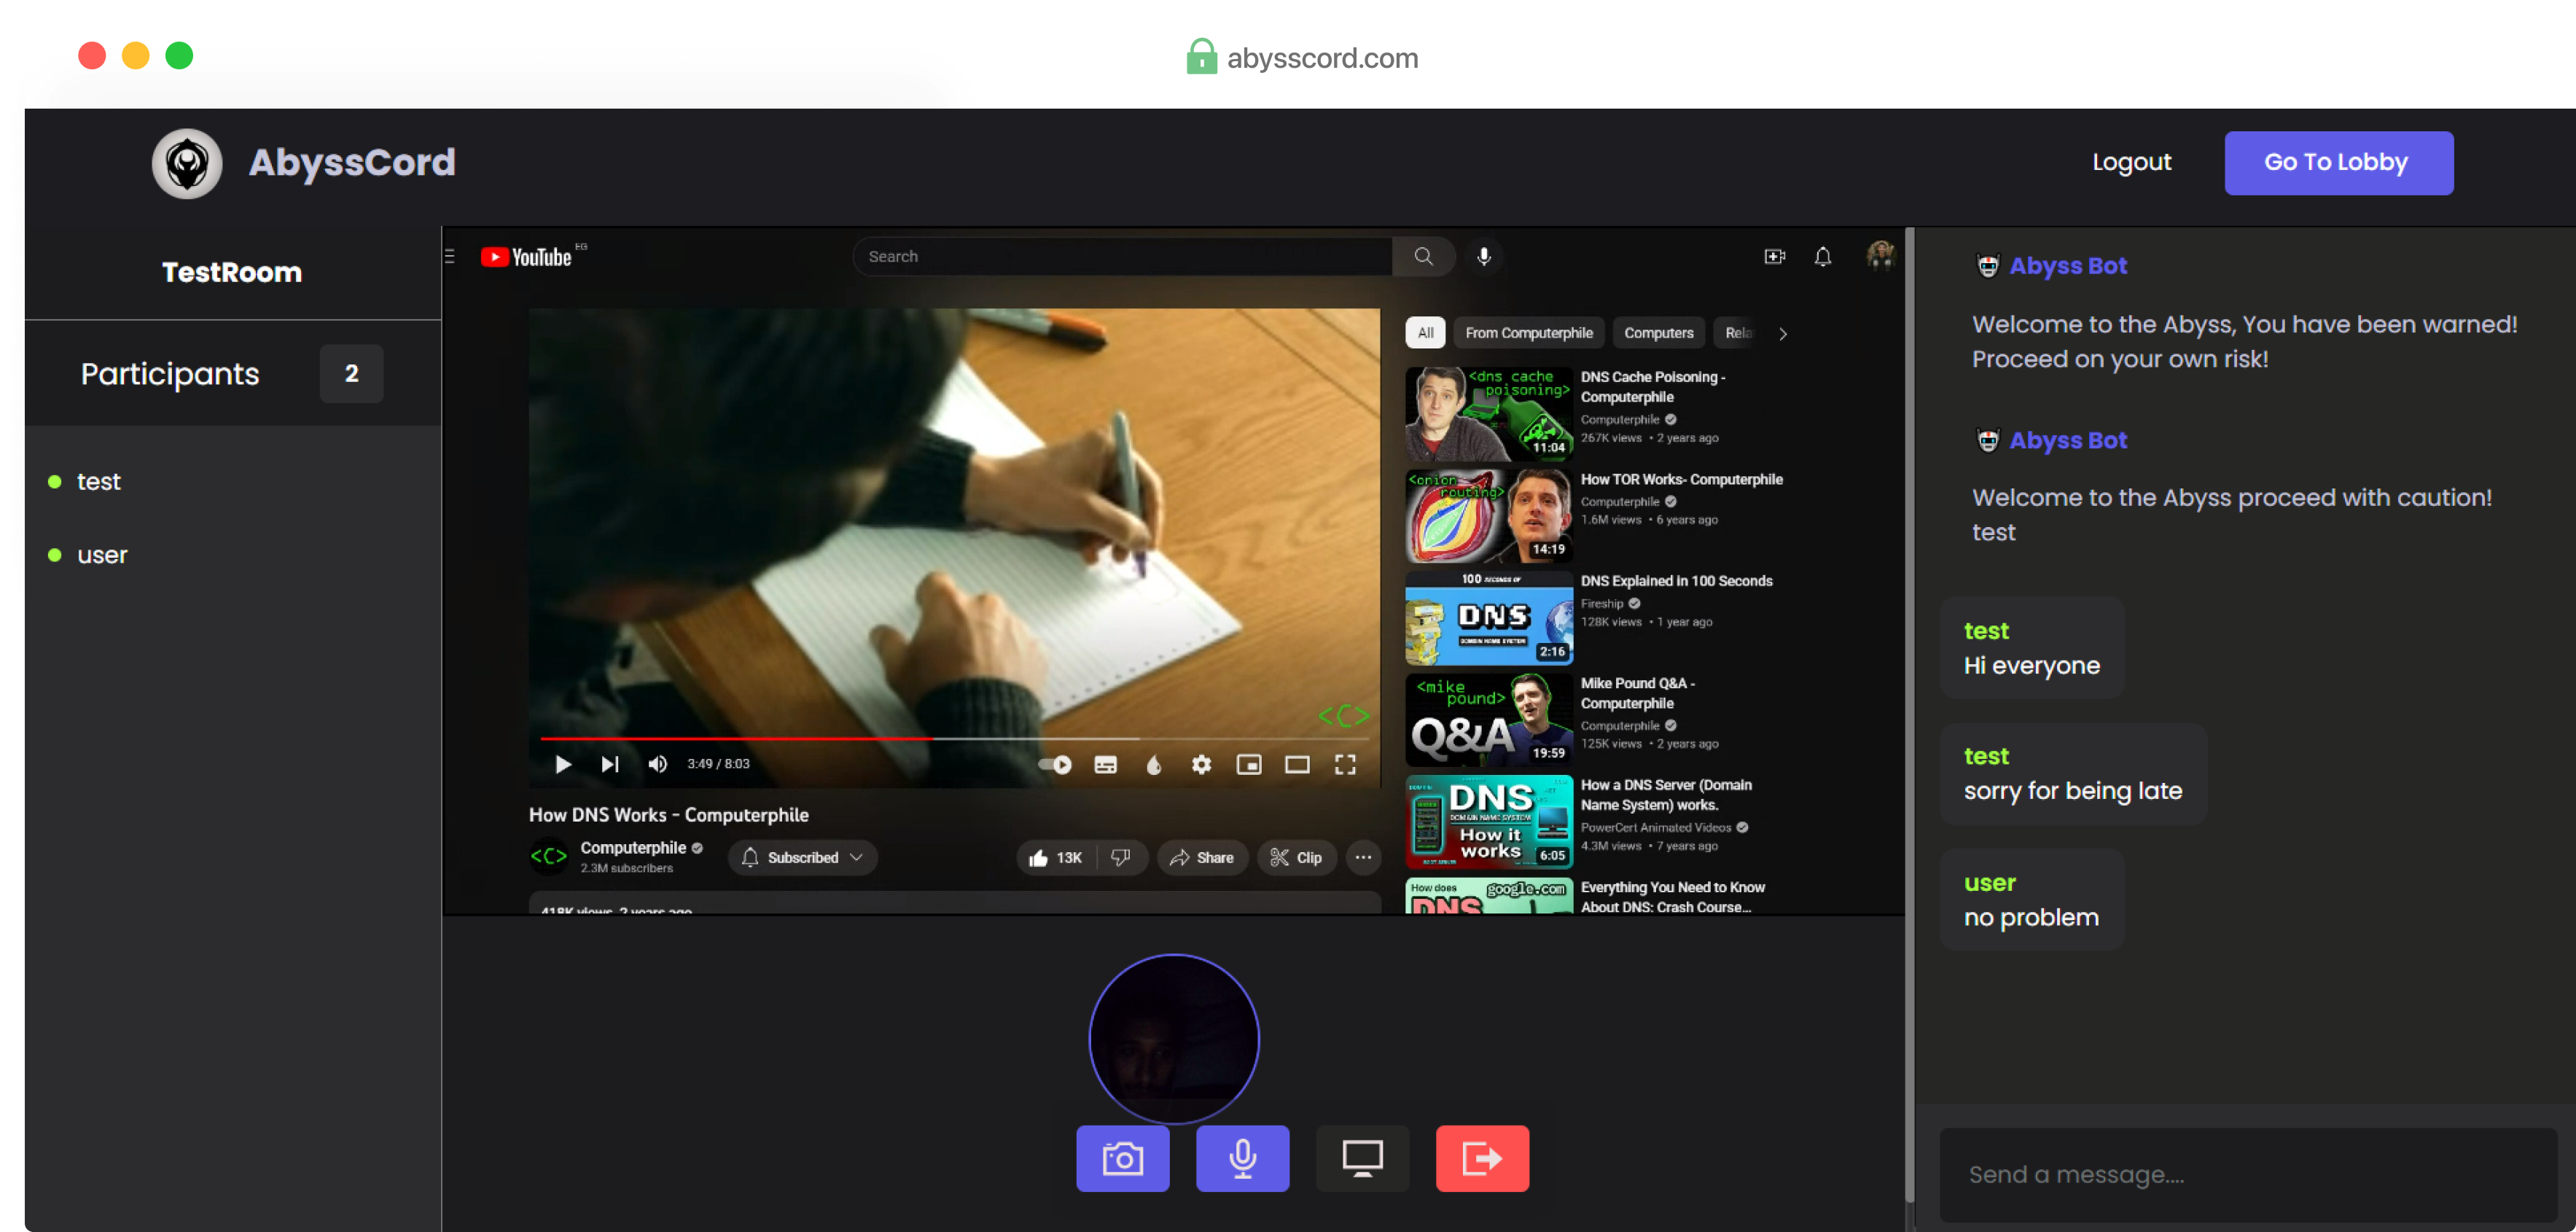 abysscord.com
AbyssCord
Logout
Go To Lobby
TestRoom
Participants
2
test
user
YouTube EG
Search
3:49 / 8:03
<C>
How DNS Works - Computerphile
<C>
Computerphile
2.3M subscribers
Subscribed
13K
Share
Clip
418K views 2 years ago
All
From Computerphile
Computers
Rela
<dns cache
poisoning>
11:04
DNS Cache Poisoning -
Computerphile
Computerphile
267K views • 2 years ago
<onion
routing>
14:19
How TOR Works- Computerphile
Computerphile
1.6M views • 6 years ago
100 SECONDS OF
DNS
DOMAIN NAME SYSTEM
2:16
DNS Explained in 100 Seconds
Fireship
128K views • 1 year ago
<mike
pound>
Q&A
19:59
Mike Pound Q&A -
Computerphile
Computerphile
125K views • 2 years ago
DNS
DOMAIN NAME SYSTEM
How it
works
6:05
How a DNS Server (Domain
Name System) works.
PowerCert Animated Videos
4.3M views • 7 years ago
How does
google.com
DNS
Everything You Need to Know
About DNS: Crash Course...
Abyss Bot
Welcome to the Abyss, You have been warned!
Proceed on your own risk!
Abyss Bot
Welcome to the Abyss proceed with caution!
test
test
Hi everyone
test
sorry for being late
user
no problem
Send a message....